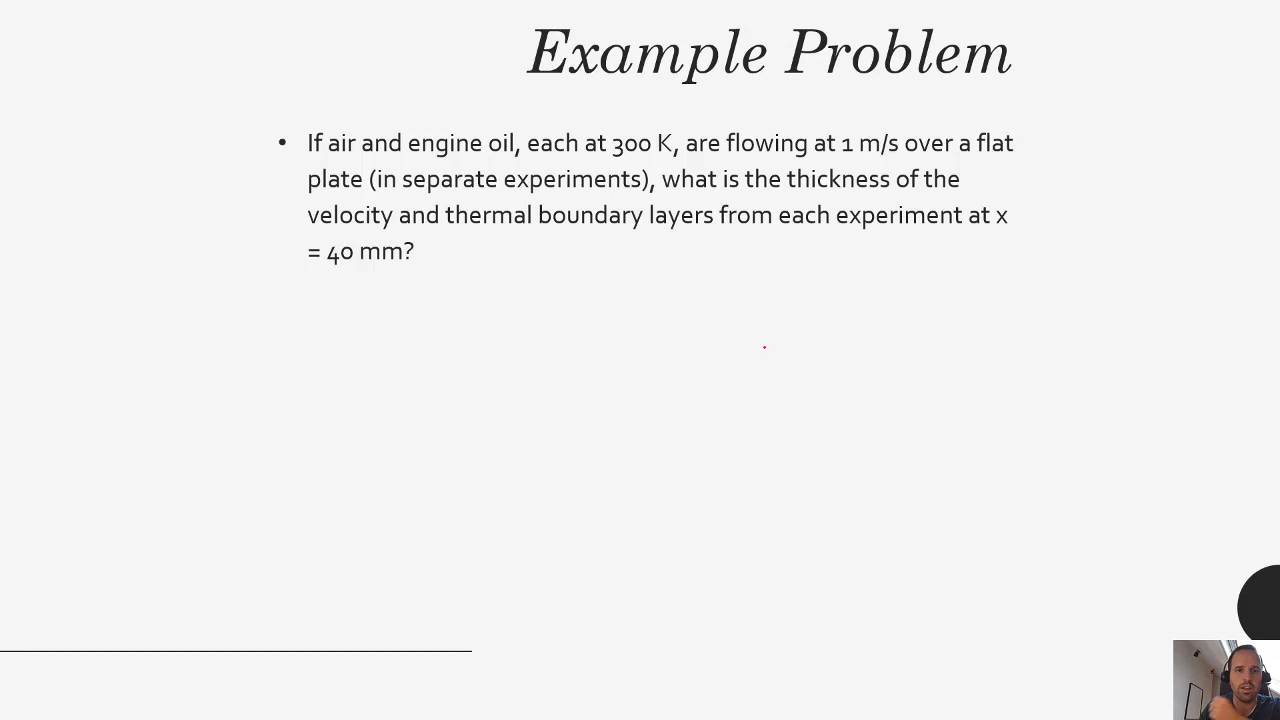 Example Problem
• If air and engine oil, each at 300 K, are flowing at 1 m/s over a flat
plate (in separate experiments), what is the thickness of the
velocity and thermal boundary layers from each experiment at x
= 40 mm?